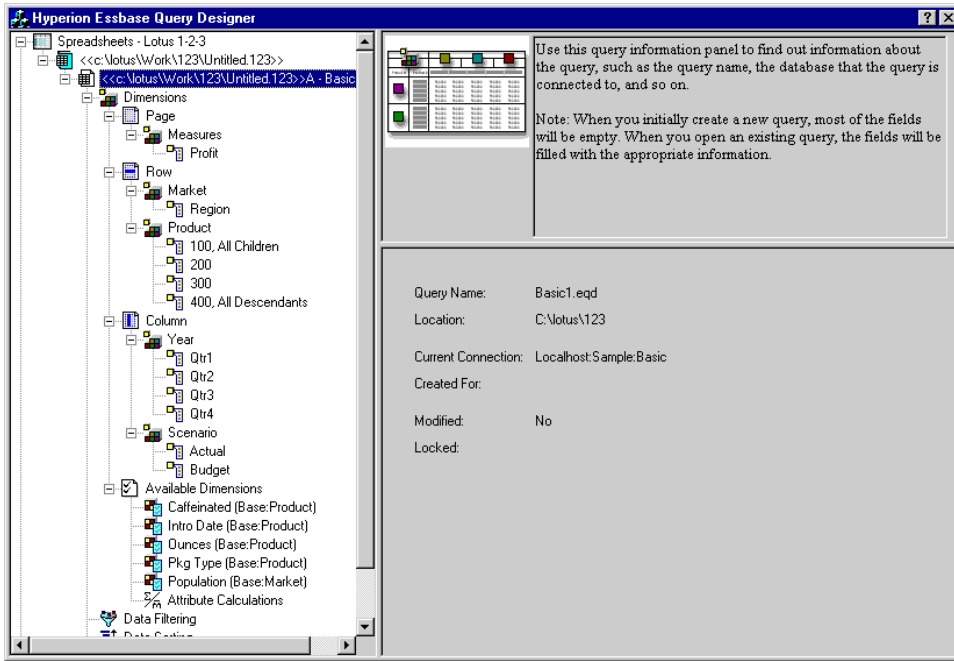 Hyperion Essbase Query Designer
Spreadsheets - Lotus 1-2-3
<<c:\lotus\Work\123\Untitled.123>>
<<c:\lotus\Work\123\Untitled.123>>A - Basic
Dimensions
Page
Measures
Profit
Row
Market
Region
Product
100, All Children
200
300
400, All Descendants
Column
Year
Qtr1
Qtr2
Qtr3
Qtr4
Scenario
Actual
Budget
Available Dimensions
Caffeinated (Base:Product)
Intro Date (Base:Product)
Ounces (Base:Product)
Pkg Type (Base:Product)
Population (Base:Market)
Attribute Calculations
Data Filtering
Data Sorting
Use this query information panel to find out information about
the query, such as the query name, the database that the query is
connected to, and so on.
Note: When you initially create a new query, most of the fields
will be empty. When you open an existing query, the fields will be
filled with the appropriate information.
Query Name: Basic1.eqd
Location: C:\lotus\123
Current Connection: Localhost:Sample:Basic
Created For:
Modified: No
Locked: